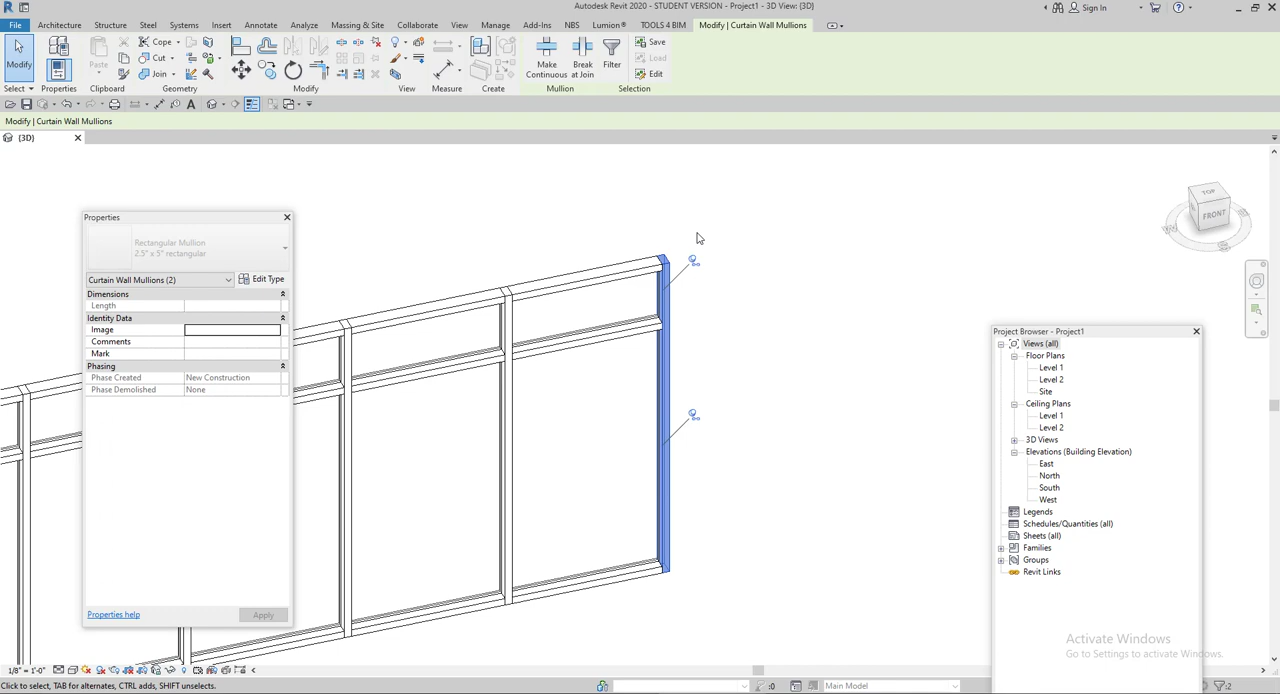 Autodesk Revit 2020 - STUDENT VERSION - Project1 - 3D View: {3D}
Sign In
File Architecture Structure Steel Systems Insert Annotate Analyze Massing & Site Collaborate View Manage Add-Ins NBS Lumion® TOOLS 4 BIM Modify | Curtain Wall Mullions
Modify Paste Cope Cut Join Make Continuous Break at Join Filter Save Load Edit
Select Properties Clipboard Geometry Modify View Measure Create Mullion Selection
Modify | Curtain Wall Mullions
{3D}
TOP
FRONT
W
S
E
Properties
Rectangular Mullion
2.5" x 5" rectangular
Curtain Wall Mullions (2) Edit Type
Dimensions
Length
Identity Data
Image
Comments
Mark
Phasing
Phase Created New Construction
Phase Demolished None
Properties help Apply
Project Browser - Project1
Views (all)
Floor Plans
Level 1
Level 2
Site
Ceiling Plans
Level 1
Level 2
3D Views
Elevations (Building Elevation)
East
North
South
West
Legends
Schedules/Quantities (all)
Sheets (all)
Families
Groups
Revit Links
Activate Windows
Go to Settings to activate Windows.
1/8" = 1'-0"
Click to select, TAB for alternates, CTRL adds, SHIFT unselects. :0 Main Model :2